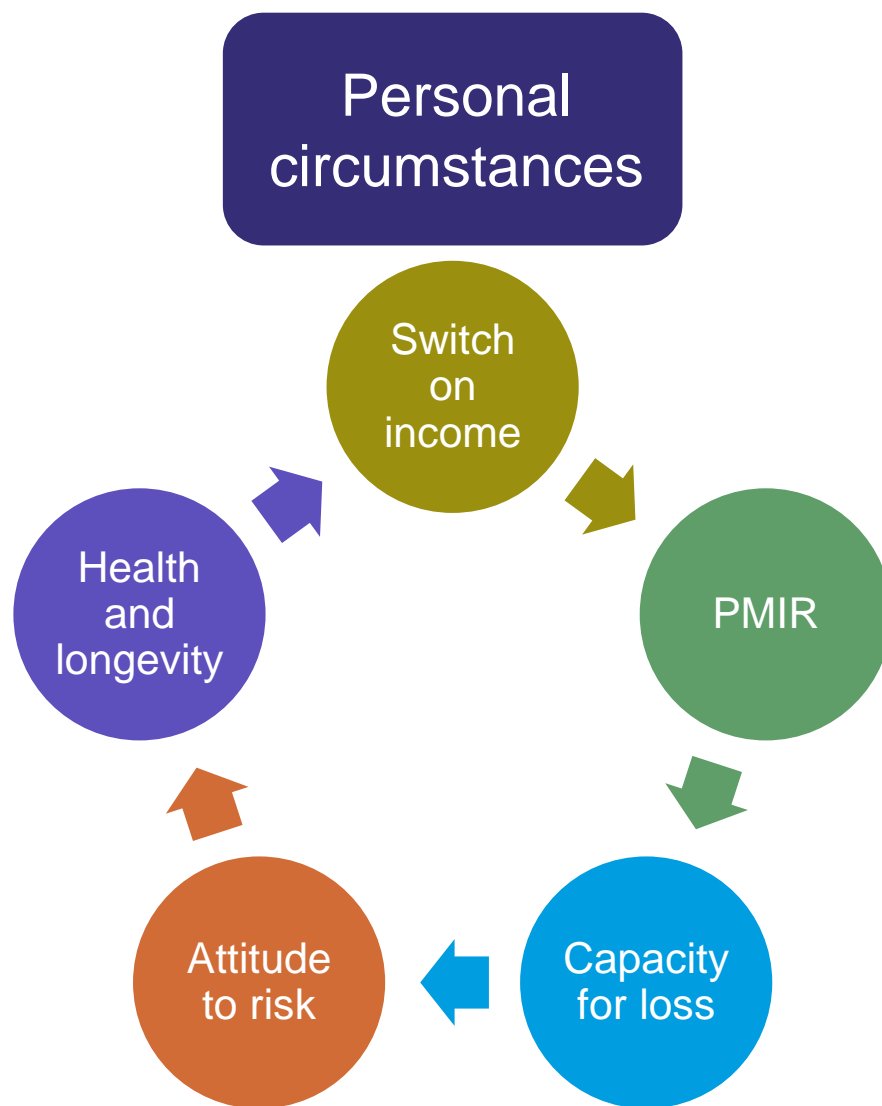 Personal
circumstances
Switch
on
income
PMIR
Capacity
for loss
Attitude
to risk
Health
and
longevity